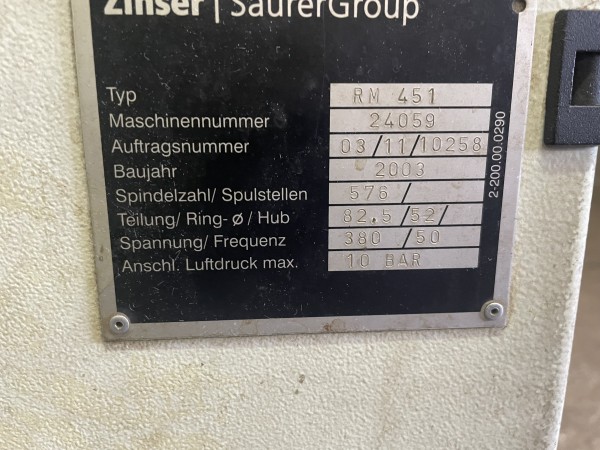 Zinser | SaurerGroup
Typ RM 451
Maschinennummer 24059
Auftragsnummer 03/11/10258
Baujahr 2003
Spindelzahl/ Spulstellen 576 /
Teilung/ Ring-ø / Hub 82.5/52/
Spannung/ Frequenz 380 /50
Anschl. Luftdruck max. 10 BAR
2-200.00.0290